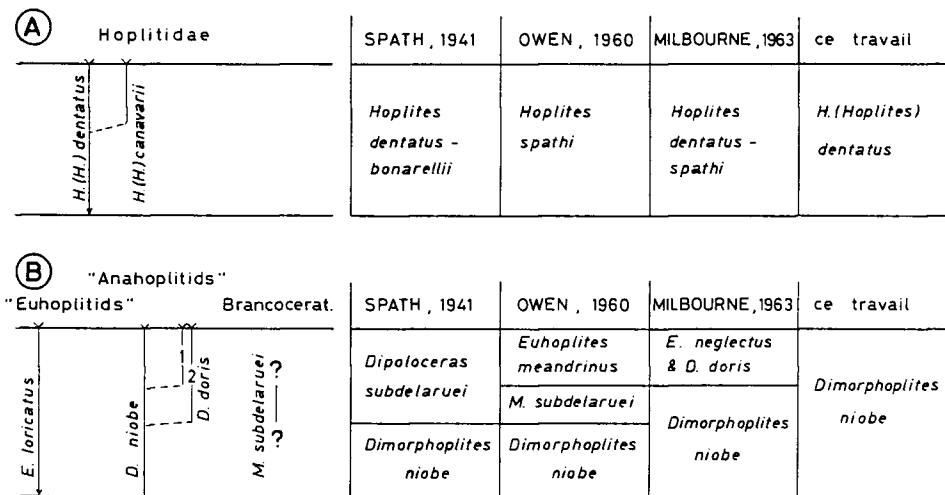 A
Hoplitidae
SPATH, 1941
OWEN, 1960
MILBOURNE, 1963
ce travail
H.(H.) dentatus
H.(H) canavarii
Hoplites
dentatus -
bonarellii
Hoplites
spathi
Hoplites
dentatus -
spathi
H.(Hoplites)
dentatus
B
"Anahoplitids"
"Euhoplitids"
Brancocerat.
SPATH, 1941
OWEN, 1960
MILBOURNE, 1963
ce travail
E. loricatus
D. niobe
1
2
D. doris
M. subdelaruei
?
?
Dipoloceras
subdelaruei
Dimorphoplites
niobe
Euhoplites
meandrinus
M. subdelaruei
Dimorphoplites
niobe
E. neglectus
& D. doris
Dimorphoplites
niobe
Dimorphoplites
niobe